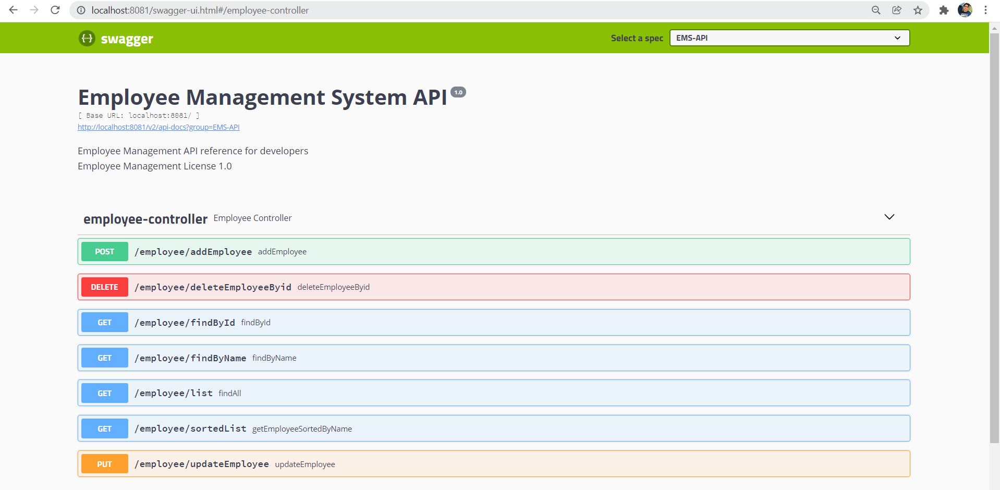 localhost:8081/swagger-ui.html#/employee-controller
{··} swagger
Select a spec
EMS-API
Employee Management System API 1.0
[ Base URL: localhost:8081/ ]
http://localhost:8081/v2/api-docs?group=EMS-API
Employee Management API reference for developers
Employee Management License 1.0
employee-controller Employee Controller
POST /employee/addEmployee addEmployee
DELETE /employee/deleteEmployeeByid deleteEmployeeByid
GET /employee/findById findById
GET /employee/findByName findByName
GET /employee/list findAll
GET /employee/sortedList getEmployeeSortedByName
PUT /employee/updateEmployee updateEmployee